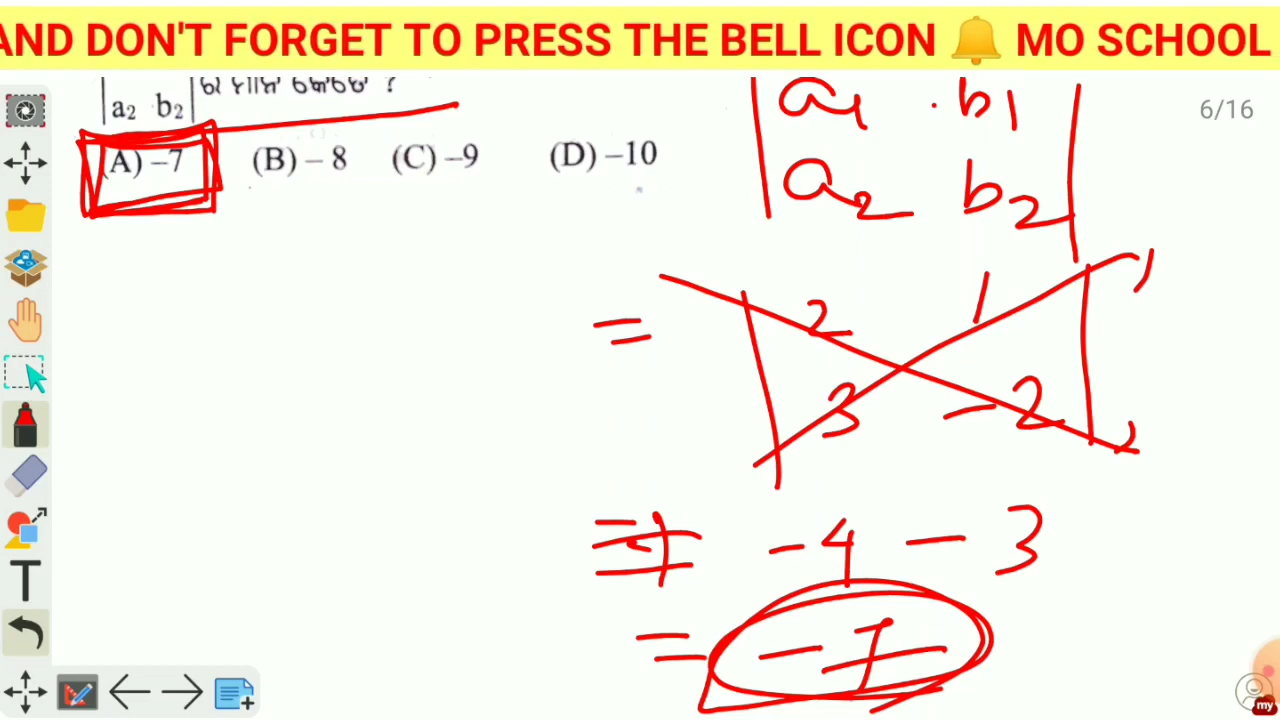 AND DON'T FORGET TO PRESS THE BELL ICON 🔔 MO SCHOOL
6/16
a₂ b₂ ?
(A) –7 (B) – 8 (C) –9 (D) –10
a₁ b₁
a₂ b₂
= 2 1
3 –2
–4 – 3
= –7
T
my